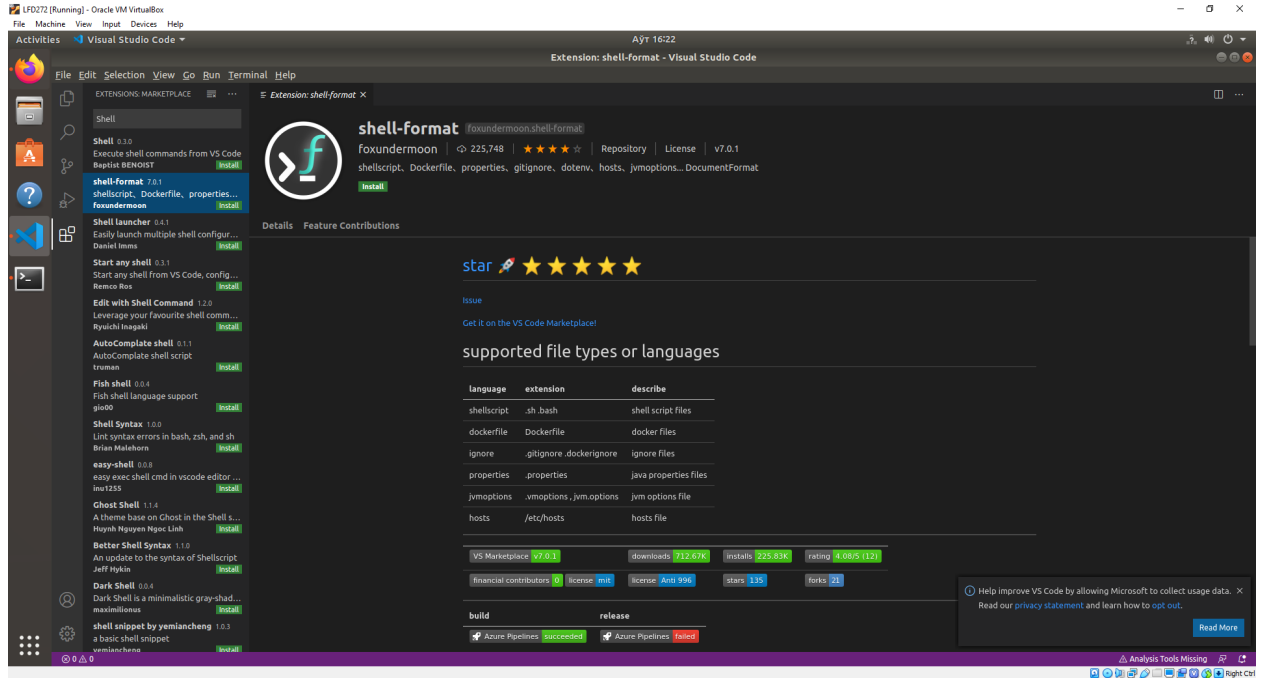 LFD272 [Running] - Oracle VM VirtualBox
File Machine View Input Devices Help
Activities Visual Studio Code Аўт 16:22
Extension: shell-format - Visual Studio Code
File Edit Selection View Go Run Terminal Help
EXTENSIONS: MARKETPLACE
Shell
Shell 0.3.0
Execute shell commands from VS Code
Baptist BENOIST Install
shell-format 7.0.1
shellscript、Dockerfile、properties...
foxundermoon Install
Shell launcher 0.4.1
Easily launch multiple shell configur...
Daniel Imms Install
Start any shell 0.3.1
Start any shell from VS Code, config...
Remco Ros Install
Edit with Shell Command 1.2.0
Leverage your favourite shell comm...
Ryuichi Inagaki Install
AutoComplate shell 0.1.1
AutoComplate shell script
truman Install
Fish shell 0.0.4
Fish shell language support
gio00 Install
Shell Syntax 1.0.0
Lint syntax errors in bash, zsh, and sh
Brian Malehorn Install
easy-shell 0.0.8
easy exec shell cmd in vscode editor ...
inu1255 Install
Ghost Shell 1.1.4
A theme base on Ghost in the Shell s...
Huynh Nguyen Ngoc Linh Install
Better Shell Syntax 1.1.0
An update to the syntax of Shellscript
Jeff Hykin Install
Dark Shell 0.0.4
Dark Shell is a minimalistic gray-shad...
maximilionus Install
shell snippet by yemiancheng 1.0.3
a basic shell snippet
yemiancheng Install
Extension: shell-format
shell-format foxundermoon.shell-format
foxundermoon 225,748 Repository License v7.0.1
shellscript、Dockerfile、properties、gitignore、dotenv、hosts、jvmoptions... DocumentFormat
Install
Details Feature Contributions
star
Issue
Get it on the VS Code Marketplace!
supported file types or languages
language extension describe
shellscript .sh .bash shell script files
dockerfile Dockerfile docker files
ignore .gitignore .dockerignore ignore files
properties .properties java properties files
jvmoptions .vmoptions , jvm.options jvm options file
hosts /etc/hosts hosts file
VS Marketplace v7.0.1 downloads 712.67K installs 225.83K rating 4.08/5 (12)
financial contributors 0 license mit license Anti 996 stars 135 forks 21
build release
Azure Pipelines succeeded Azure Pipelines failed
Help improve VS Code by allowing Microsoft to collect usage data.
Read our privacy statement and learn how to opt out.
Read More
0 0 Analysis Tools Missing
Right Ctrl